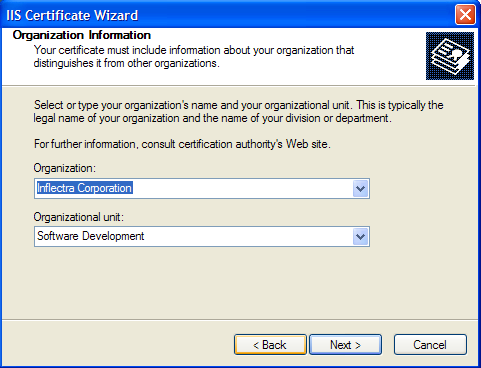 IIS Certificate Wizard
Organization Information
Your certificate must include information about your organization that
distinguishes it from other organizations.
Select or type your organization's name and your organizational unit. This is typically the
legal name of your organization and the name of your division or department.
For further information, consult certification authority's Web site.
Organization:
Inflectra Corporation
Organizational unit:
Software Development
< Back
Next >
Cancel